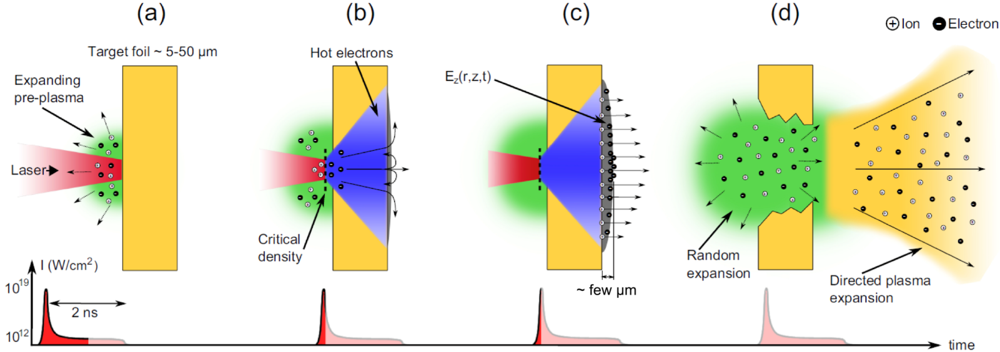 (a)
(b)
(c)
(d)
+ Ion - Electron
Target foil ~ 5-50 µm
Expanding
pre-plasma
Laser
Hot electrons
Critical
density
E_z(r,z,t)
~ few µm
Random
expansion
Directed plasma
expansion
I (W/cm²)
10¹⁹
2 ns
10¹²
time